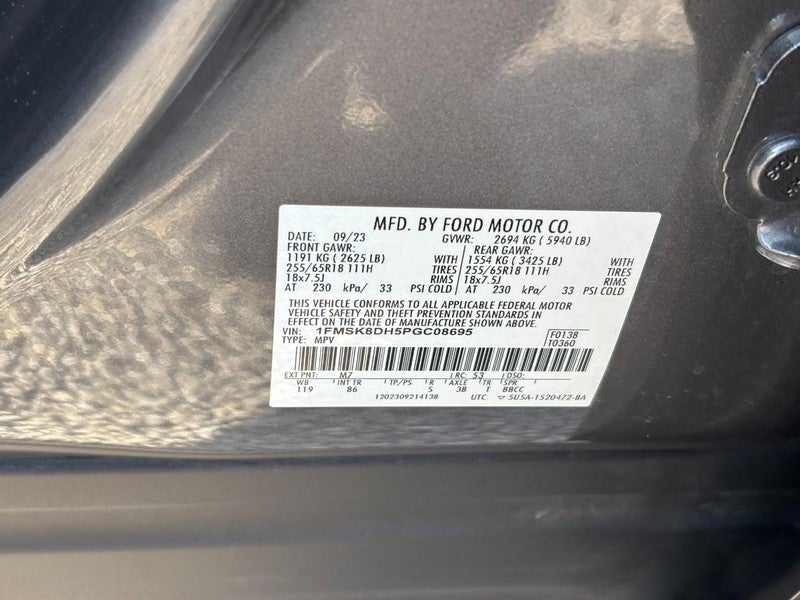 MFD. BY FORD MOTOR CO.
DATE: 09/23 GVWR: 2694 KG ( 5940 LB)
FRONT GAWR: REAR GAWR:
1191 KG ( 2625 LB) WITH 1554 KG ( 3425 LB) WITH
255/65R18 111H TIRES 255/65R18 111H TIRES
18x7.5J RIMS 18x7.5J RIMS
AT 230 kPa/ 33 PSI COLD AT 230 kPa/ 33 PSI COLD
THIS VEHICLE CONFORMS TO ALL APPLICABLE FEDERAL MOTOR
VEHICLE SAFETY AND THEFT PREVENTION STANDARDS IN
EFFECT ON THE DATE OF MANUFACTURE SHOWN ABOVE.
VIN: 1FMSK8DH5PGC08695 F0138
TYPE: MPV T0360
EXT PNT: M7 RC: 53 DSO:
WB INT TR TP/PS R AXLE TR SPR
119 86 S 3B T BBCC
1202309214138 UTC 5U5A-1520472-BA